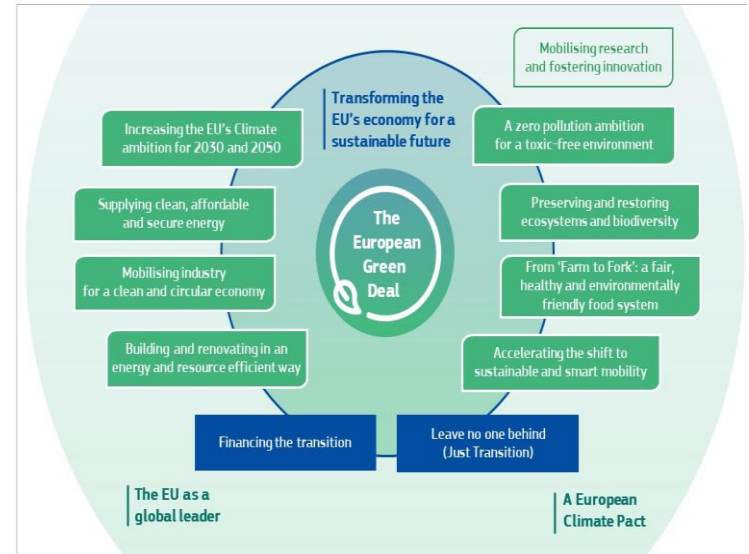 Mobilising research
and fostering innovation
Transforming the
EU's economy for a
sustainable future
Increasing the EU's Climate
ambition for 2030 and 2050
A zero pollution ambition
for a toxic-free environment
Supplying clean, affordable
and secure energy
The
European
Green
Deal
Preserving and restoring
ecosystems and biodiversity
Mobilising industry
for a clean and circular economy
From 'Farm to Fork': a fair,
healthy and environmentally
friendly food system
Building and renovating in an
energy and resource efficient way
Accelerating the shift to
sustainable and smart mobility
Financing the transition
Leave no one behind
(Just Transition)
The EU as a
global leader
A European
Climate Pact